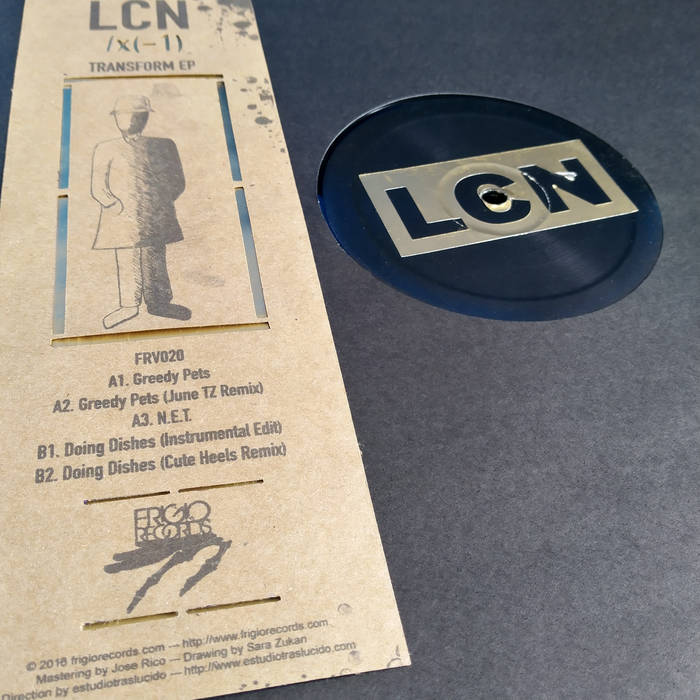 LCN
/x(-1)
TRANSFORM EP
FRV020
A1. Greedy Pets
A2. Greedy Pets (June TZ Remix)
A3. N.E.T.
B1. Doing Dishes (Instrumental Edit)
B2. Doing Dishes (Cute Heels Remix)
FRIGIO
RECORDS
© 2016 frigiorecords.com — http://www.frigiorecords.com
Mastering by Jose Rico — Drawing by Sara Zukan
Direction by estudiotraslucido — http://www.estudiotraslucido.com
LCN